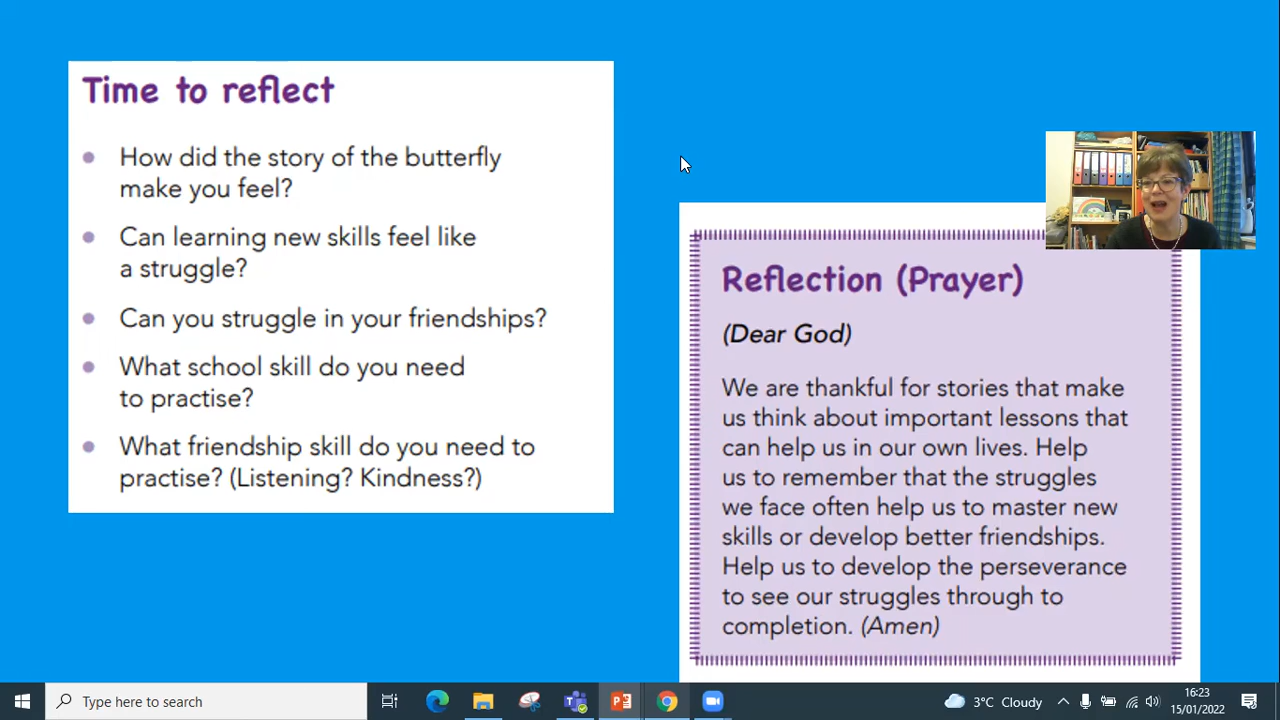 Time to reflect
How did the story of the butterfly
make you feel?
Can learning new skills feel like
a struggle?
Can you struggle in your friendships?
What school skill do you need
to practise?
What friendship skill do you need to
practise? (Listening? Kindness?)
Reflection (Prayer)
(Dear God)
We are thankful for stories that make
us think about important lessons that
can help us in our own lives. Help
us to remember that the struggles
we face often help us to master new
skills or develop better friendships.
Help us to develop the perseverance
to see our struggles through to
completion. (Amen)
Type here to search
3°C Cloudy
16:23
15/01/2022